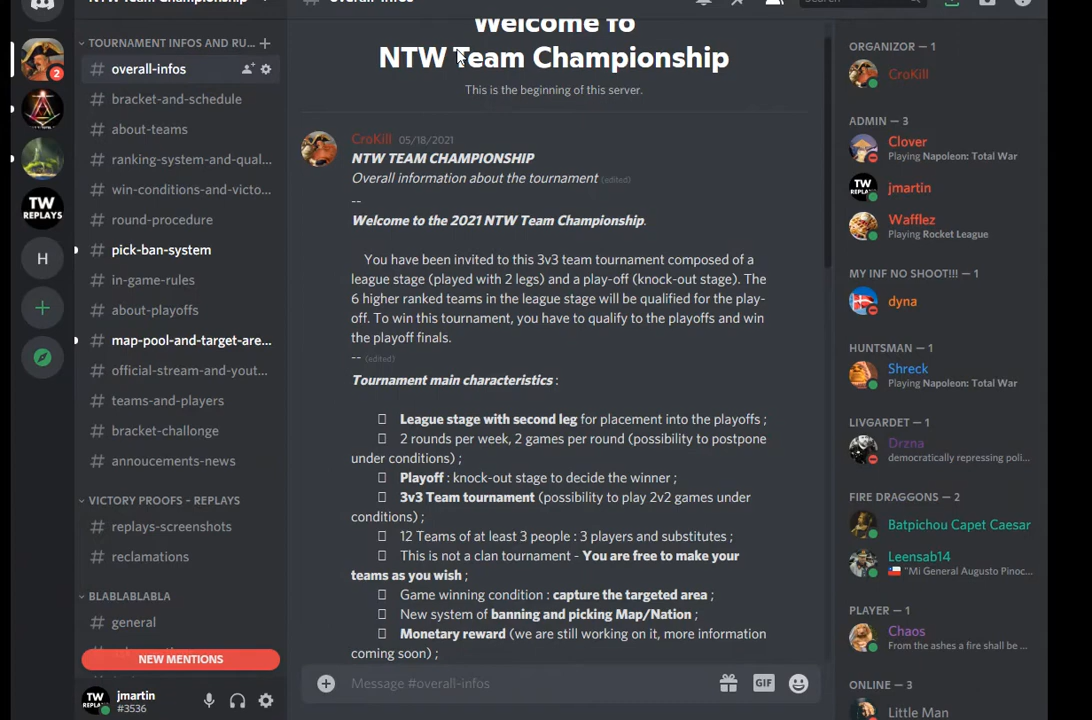 NTW Team Championship
overall-infos
Search
TOURNAMENT INFOS AND RU...
overall-infos
bracket-and-schedule
about-teams
ranking-system-and-qual...
win-conditions-and-victo...
round-procedure
pick-ban-system
in-game-rules
about-playoffs
map-pool-and-target-are...
official-stream-and-yout...
teams-and-players
bracket-challonge
annoucements-news
VICTORY PROOFS - REPLAYS
replays-screenshots
reclamations
BLABLABLABLA
general
NEW MENTIONS
jmartin
#3536
2
TW
REPLAYS
H
Welcome to
NTW Team Championship
This is the beginning of this server.
CroKill 05/18/2021
NTW TEAM CHAMPIONSHIP
Overall information about the tournament (edited)
--
Welcome to the 2021 NTW Team Championship.
You have been invited to this 3v3 team tournament composed of a
league stage (played with 2 legs) and a play-off (knock-out stage). The
6 higher ranked teams in the league stage will be qualified for the play-
off. To win this tournament, you have to qualify to the playoffs and win
the playoff finals.
-- (edited)
Tournament main characteristics :
League stage with second leg for placement into the playoffs ;
2 rounds per week, 2 games per round (possibility to postpone
under conditions) ;
Playoff : knock-out stage to decide the winner ;
3v3 Team tournament (possibility to play 2v2 games under
conditions) ;
12 Teams of at least 3 people : 3 players and substitutes ;
This is not a clan tournament - You are free to make your
teams as you wish ;
Game winning condition : capture the targeted area ;
New system of banning and picking Map/Nation ;
Monetary reward (we are still working on it, more information
coming soon) ;
Message #overall-infos
GIF
ORGANIZOR — 1
CroKill
ADMIN — 3
Clover
Playing Napoleon: Total War
jmartin
Wafflez
Playing Rocket League
MY INF NO SHOOT!!! — 1
dyna
HUNTSMAN — 1
Shreck
Playing Napoleon: Total War
LIVGARDET — 1
Drzna
democratically repressing poli...
FIRE DRAGGONS — 2
Batpichou Capet Caesar
Leensab14
"Mi General Augusto Pinoc...
PLAYER — 1
Chaos
From the ashes a fire shall be ...
ONLINE — 3
Little Man